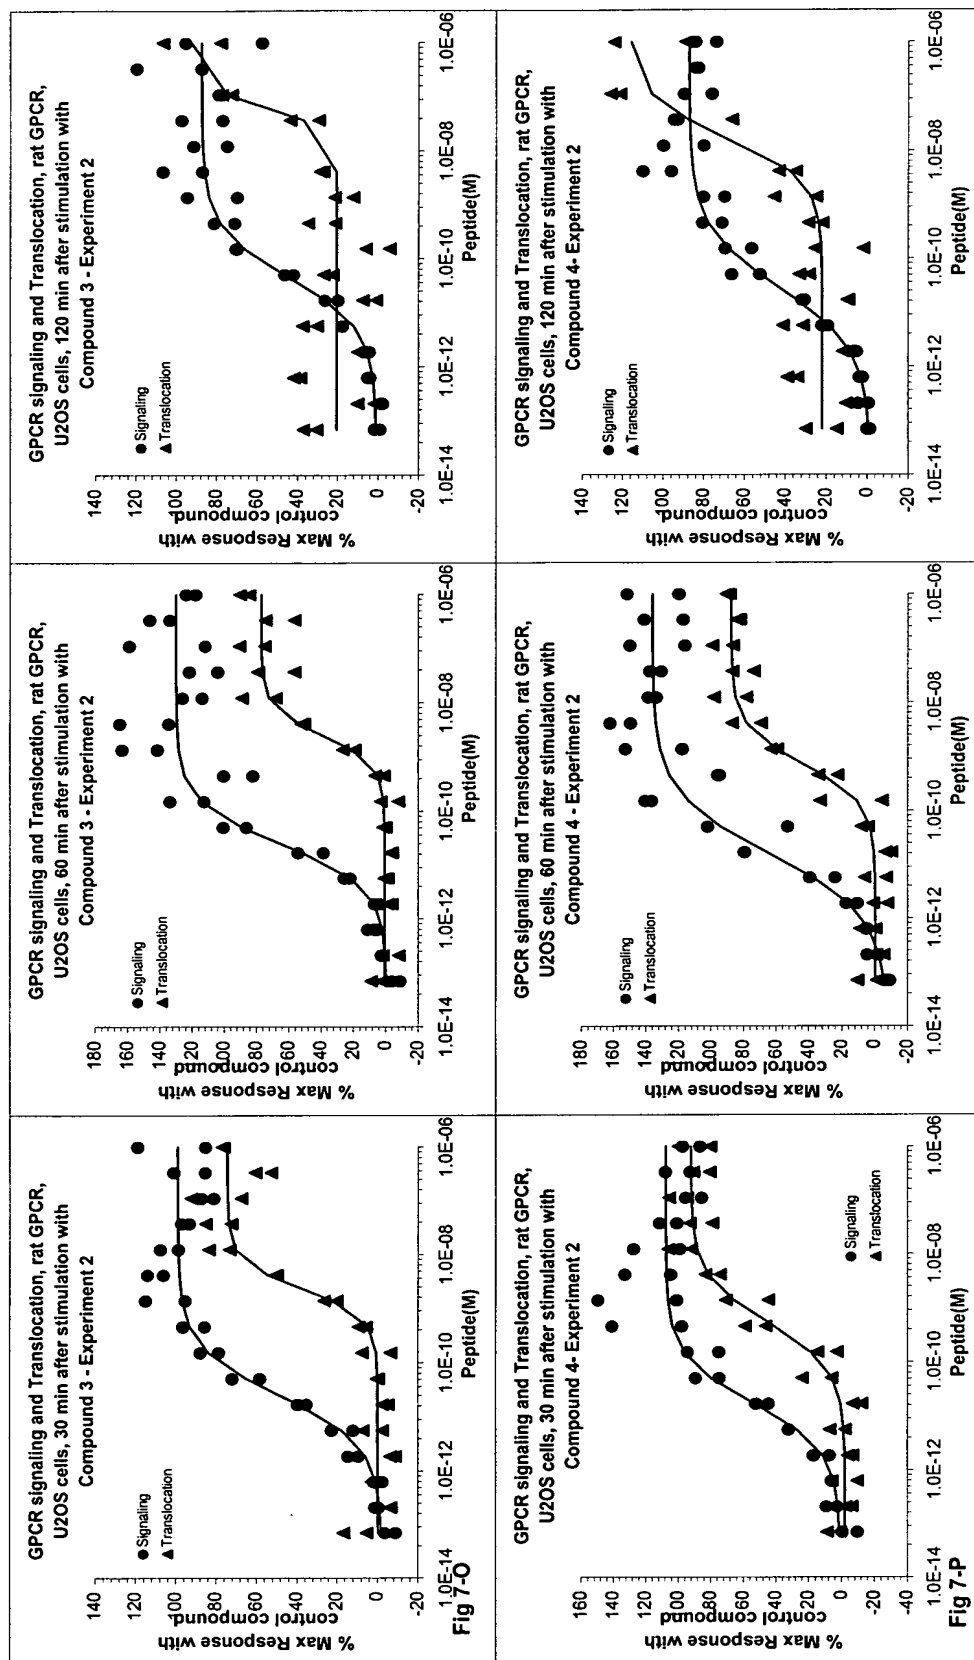 GPCR signaling and Translocation, rat GPCR,
U2OS cells, 30 min after stimulation with
Compound 3 - Experiment 2
Signaling
Translocation
% Max Response with
control compound
160
140
120
100
80
60
40
20
0
-20
1.0E-14
1.0E-12
1.0E-10
1.0E-08
1.0E-06
Peptide(M)
Fig 7-O
GPCR signaling and Translocation, rat GPCR,
U2OS cells, 60 min after stimulation with
Compound 3 - Experiment 2
Signaling
Translocation
% Max Response with
control compound
180
160
140
120
100
80
60
40
20
0
-20
1.0E-14
1.0E-12
1.0E-10
1.0E-08
1.0E-06
Peptide(M)
GPCR signaling and Translocation, rat GPCR,
U2OS cells, 120 min after stimulation with
Compound 3 - Experiment 2
Signaling
Translocation
% Max Response with
control compound
140
120
100
80
60
40
20
0
-20
1.0E-14
1.0E-12
1.0E-10
1.0E-08
1.0E-06
Peptide(M)
GPCR signaling and Translocation, rat GPCR,
U2OS cells, 30 min after stimulation with
Compound 4- Experiment 2
Signaling
Translocation
% Max Response with
control compound
160
140
120
100
80
60
40
20
0
-20
1.0E-14
1.0E-12
1.0E-10
1.0E-08
1.0E-06
Peptide(M)
Fig 7-P
GPCR signaling and Translocation, rat GPCR,
U2OS cells, 60 min after stimulation with
Compound 4- Experiment 2
Signaling
Translocation
% Max Response with
control compound
180
160
140
120
100
80
60
40
20
0
-20
1.0E-14
1.0E-12
1.0E-10
1.0E-08
1.0E-06
Peptide(M)
GPCR signaling and Translocation, rat GPCR,
U2OS cells, 120 min after stimulation with
Compound 4- Experiment 2
Signaling
Translocation
% Max Response with
control compound
140
120
100
80
60
40
20
0
-20
1.0E-14
1.0E-12
1.0E-10
1.0E-08
1.0E-06
Peptide(M)